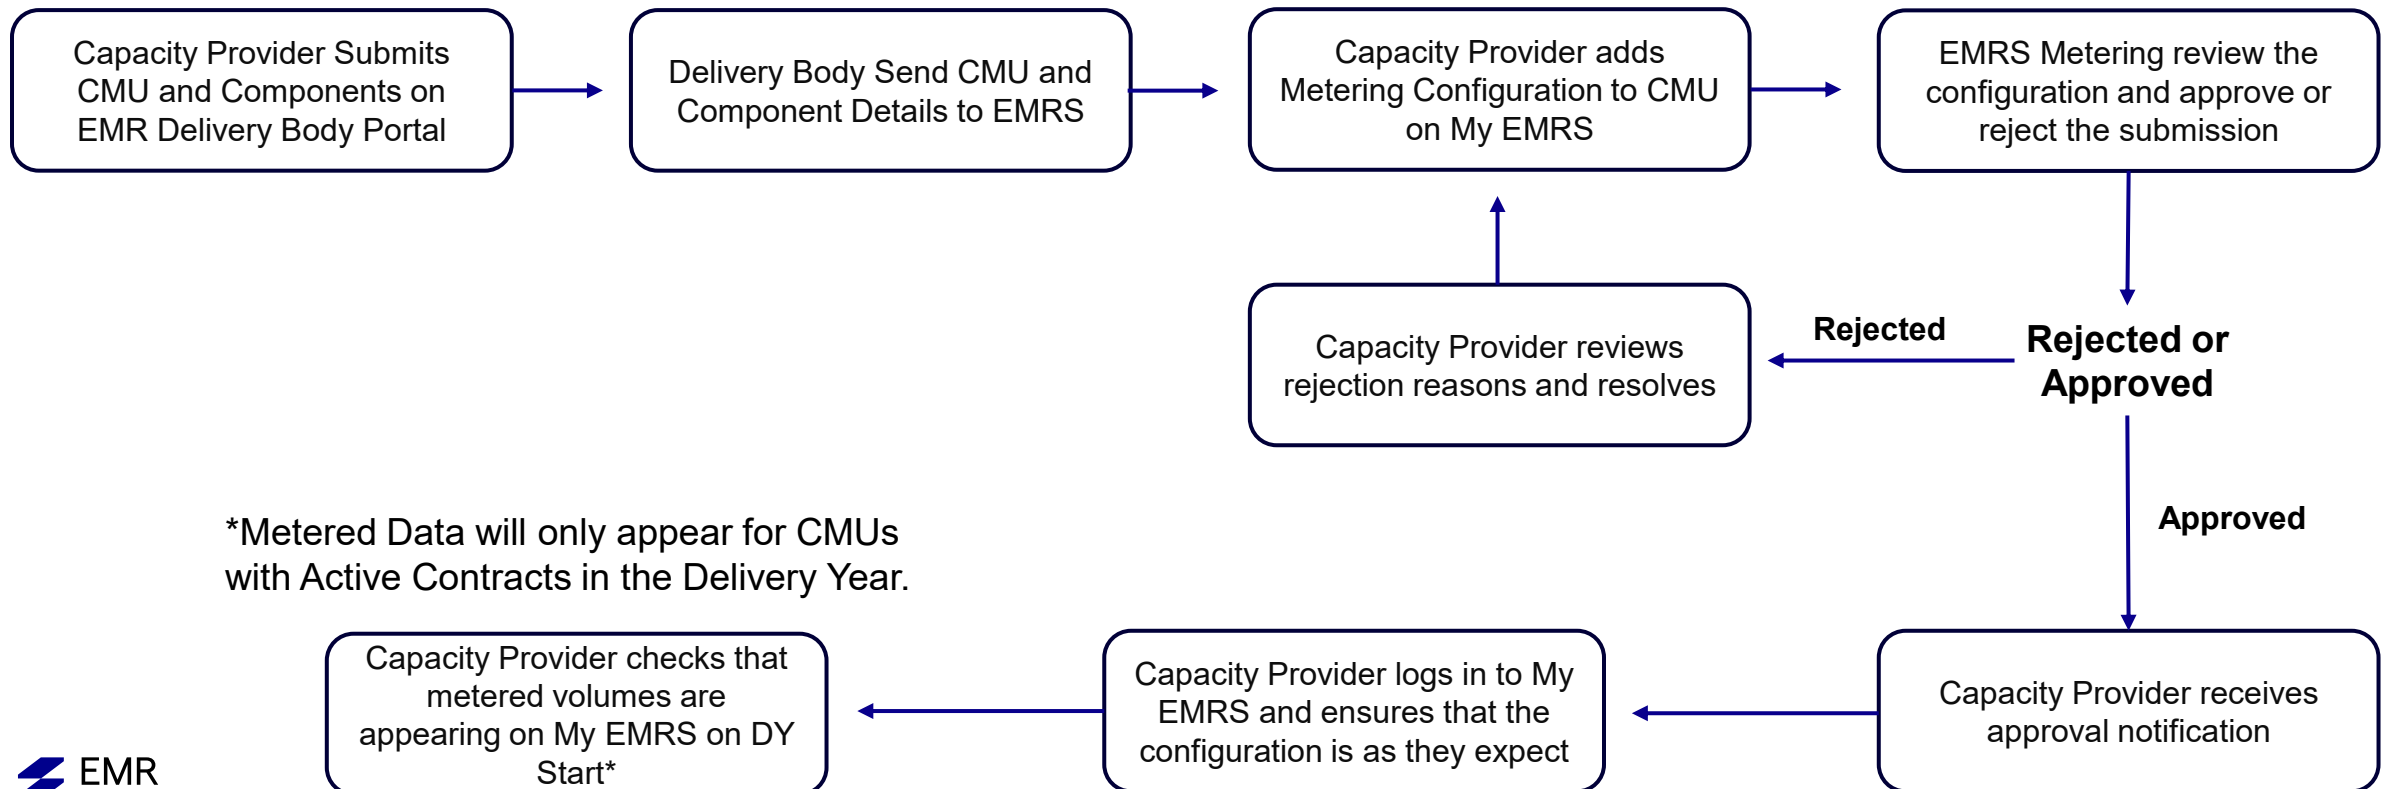 Capacity Provider Submits
CMU and Components on
EMR Delivery Body Portal
Delivery Body Send CMU and
Component Details to EMRS
Capacity Provider adds
Metering Configuration to CMU
on My EMRS
EMRS Metering review the
configuration and approve or
reject the submission
Capacity Provider reviews
rejection reasons and resolves
Rejected
Rejected or
Approved
Approved
*Metered Data will only appear for CMUs
with Active Contracts in the Delivery Year.
Capacity Provider checks that
metered volumes are
appearing on My EMRS on DY
Start*
Capacity Provider logs in to My
EMRS and ensures that the
configuration is as they expect
Capacity Provider receives
approval notification
EMR